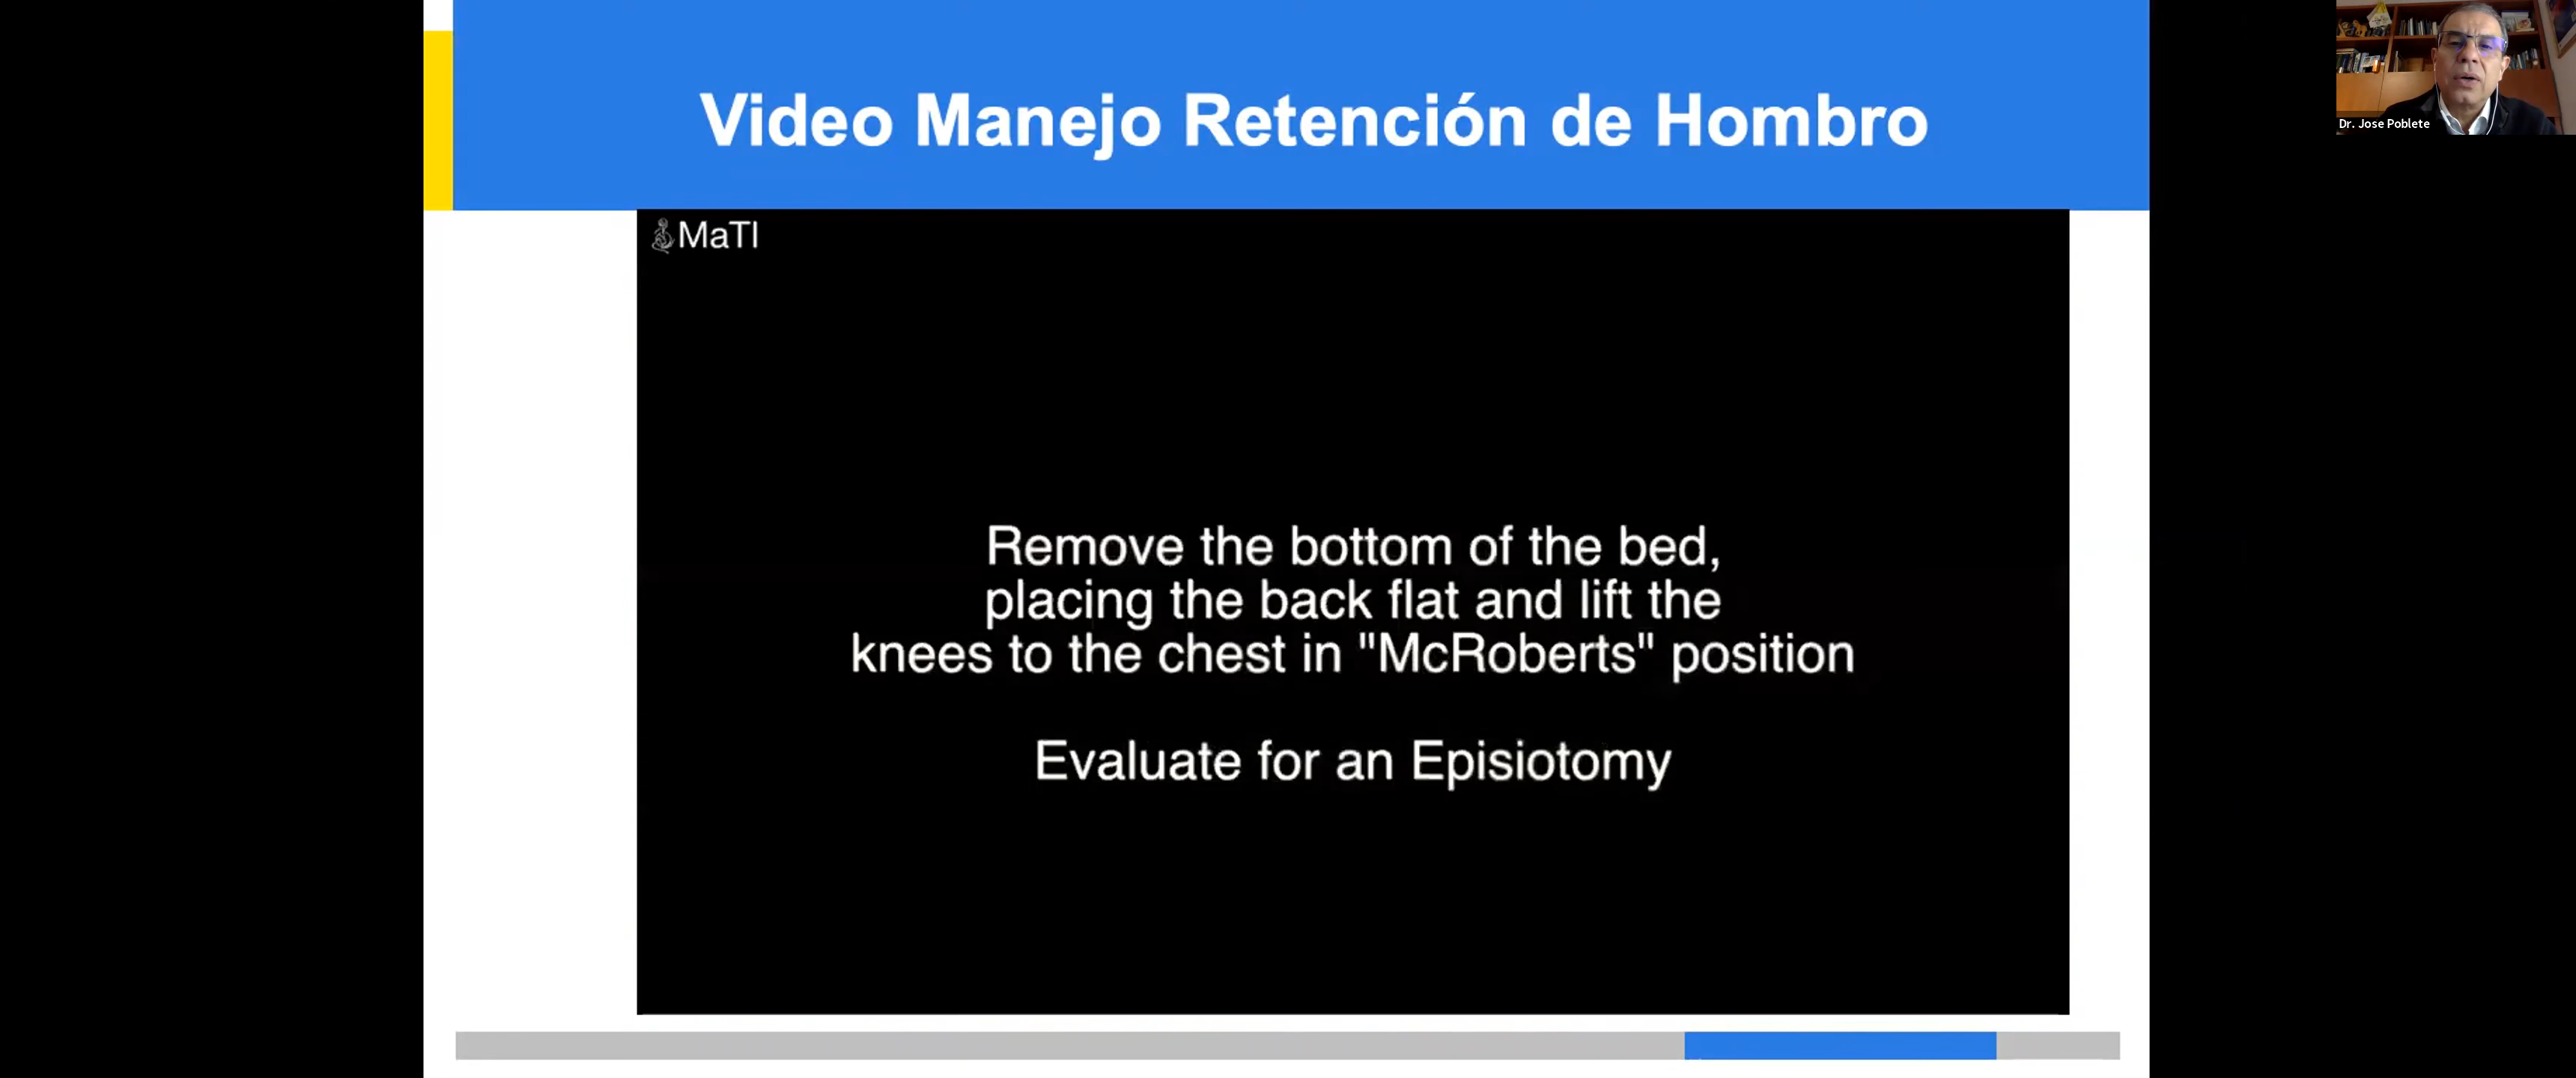 Video Manejo Retención de Hombro
Dr. Jose Poblete
MaTI
Remove the bottom of the bed,
placing the back flat and lift the
knees to the chest in "McRoberts" position
Evaluate for an Episiotomy